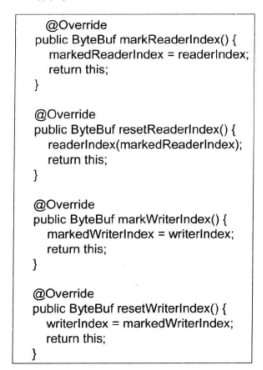 @Override
public ByteBuf markReaderIndex() {
markedReaderIndex = readerIndex;
return this;
}
@Override
public ByteBuf resetReaderIndex() {
readerIndex(markedReaderIndex);
return this;
}
@Override
public ByteBuf markWriterIndex() {
markedWriterIndex = writerIndex;
return this;
}
@Override
public ByteBuf resetWriterIndex() {
writerIndex = markedWriterIndex;
return this;
}